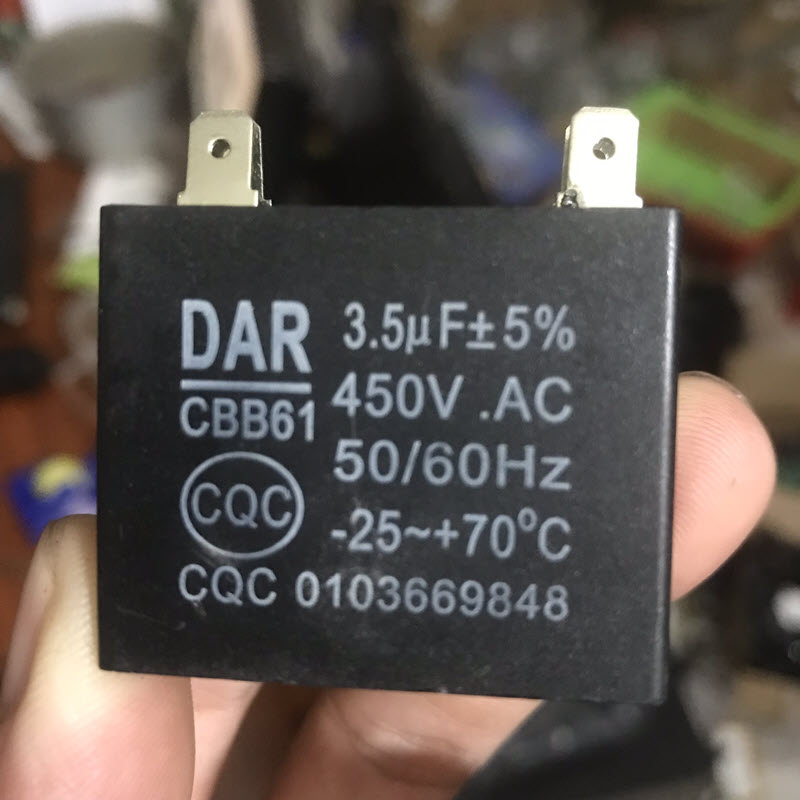 DAR
CBB61
CQC
3.5µF±5%
450V .AC
50/60Hz
-25~+70°C
CQC 0103669848